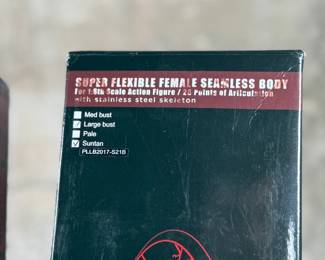 SUPER FLEXIBLE FEMALE SEAMLESS BODY
For 1:6th Scale Action Figure / 28 Points of Articulation
with stainless steel skeleton
Med bust
Large bust
Pale
Suntan
PLLB2017-S21B